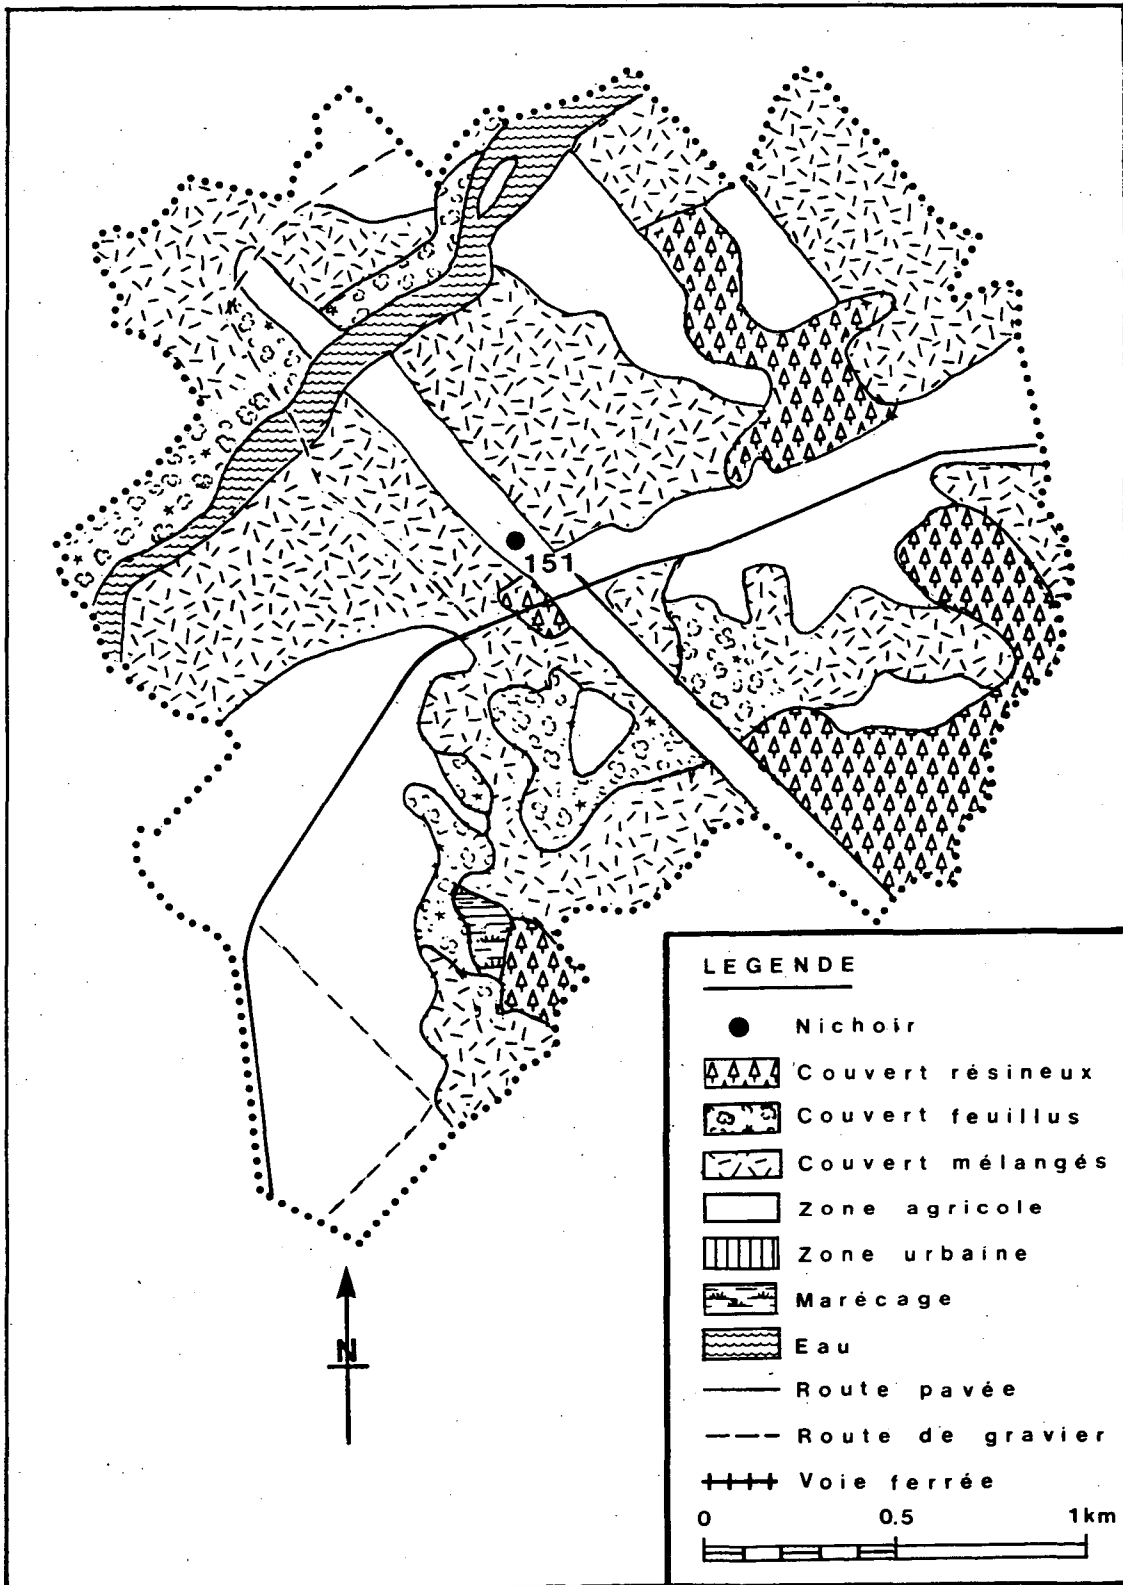 151
N
LEGENDE
Nichoir
Couvert résineux
Couvert feuillus
Couvert mélangés
Zone agricole
Zone urbaine
Marécage
Eau
Route pavée
Route de gravier
Voie ferrée
0 0.5 1km